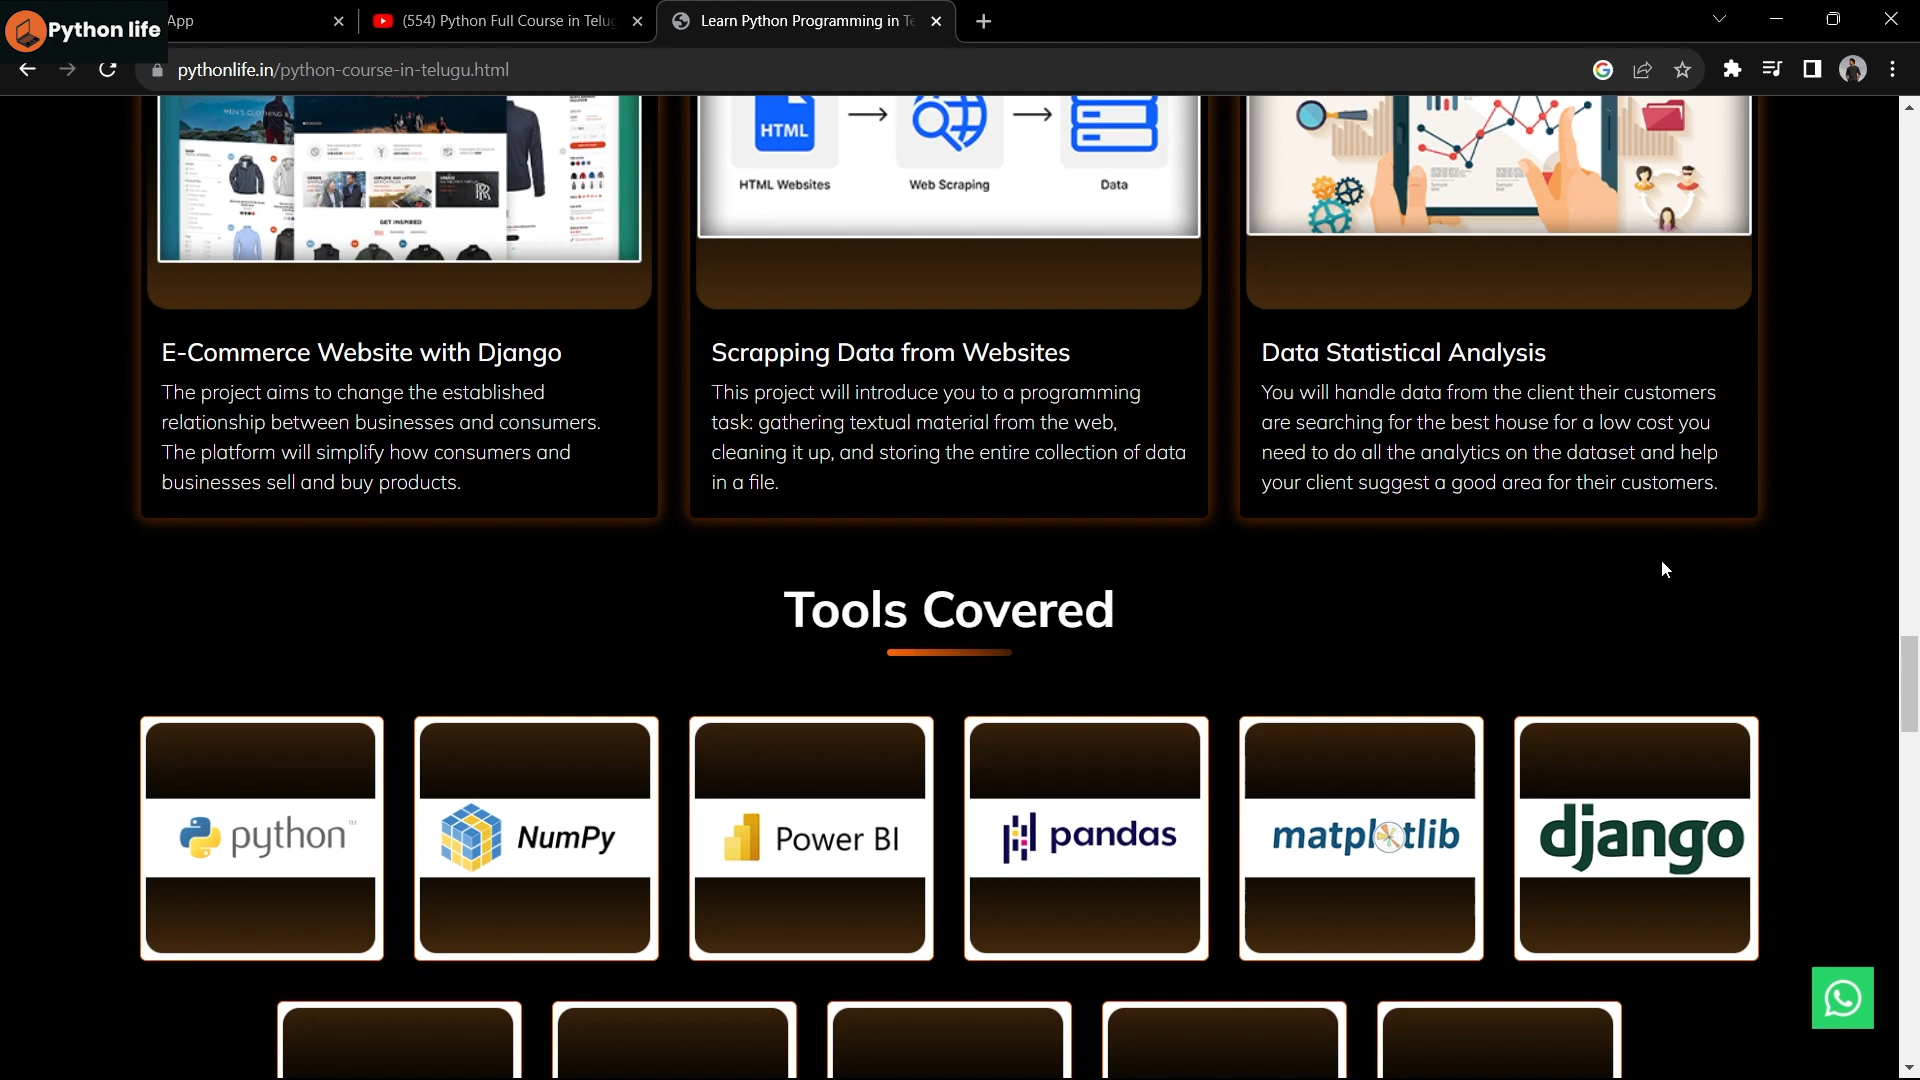 Python life
App
(554) Python Full Course in Telu
Learn Python Programming in Te
pythonlife.in/python-course-in-telugu.html
MEN'S CLOTHING &
GET INSPIRED
HTML
HTML Websites
Web Scraping
Data
E-Commerce Website with Django
The project aims to change the established
relationship between businesses and consumers.
The platform will simplify how consumers and
businesses sell and buy products.
Scrapping Data from Websites
This project will introduce you to a programming
task: gathering textual material from the web,
cleaning it up, and storing the entire collection of data
in a file.
Data Statistical Analysis
You will handle data from the client their customers
are searching for the best house for a low cost you
need to do all the analytics on the dataset and help
your client suggest a good area for their customers.
Tools Covered
python™
NumPy
Power BI
pandas
matplotlib
django